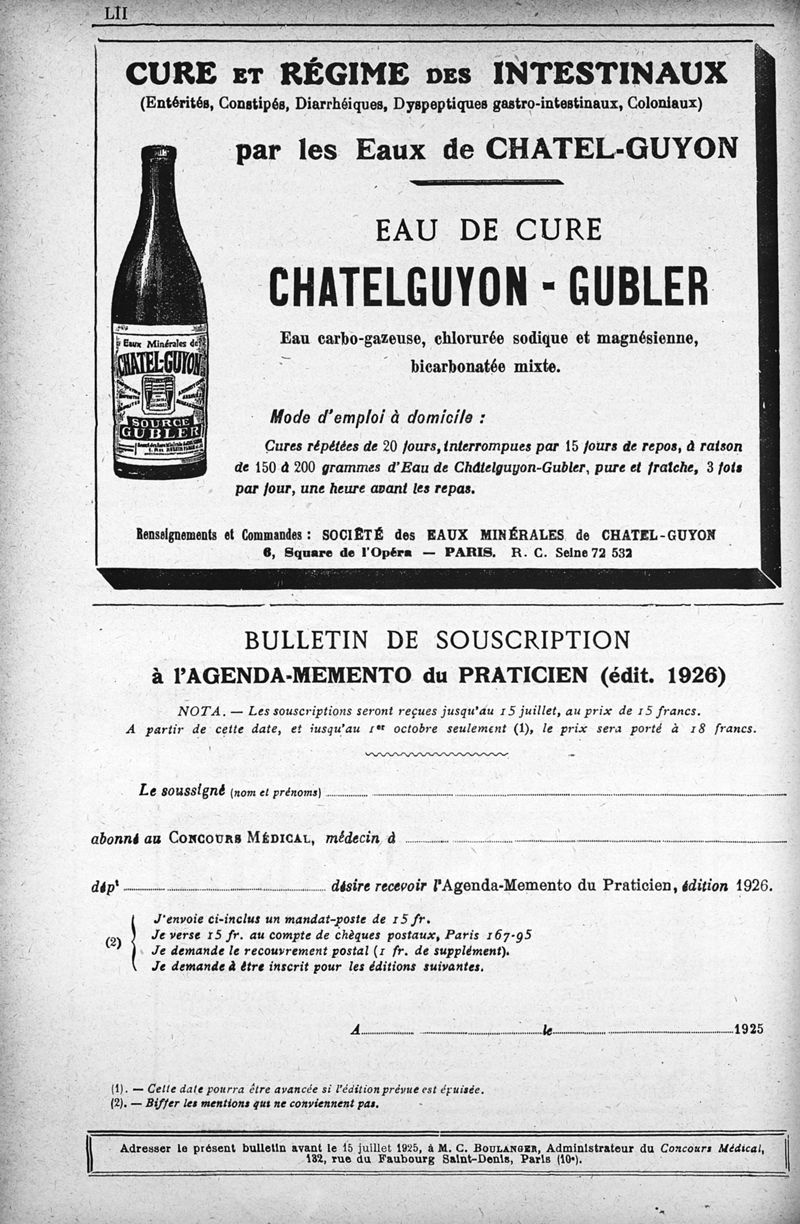 LII
CURE ET RÉGIME DES INTESTINAUX
(Entérités, Constipés, Diarrhéiques, Dyspeptiques gastro-intestinaux, Coloniaux)
par les Eaux de CHATEL-GUYON
EAU DE CURE
CHATELGUYON - GUBLER
Eau carbo-gazeuse, chlorurée sodique et magnésienne,
bicarbonatée mixte.
Eaux Minérales de
CHATEL-GUYON
SOURCE
GUBLER
Mode d'emploi à domicile :
Cures répétées de 20 jours, interrompues par 15 jours de repos, à raison
de 150 à 200 grammes d'Eau de Châtelguyon-Gubler, pure et fraîche, 3 fois
par jour, une heure avant les repas.
Renseignements et Commandes : SOCIÉTÉ des EAUX MINÉRALES de CHATEL-GUYON
6, Square de l'Opéra — PARIS. R. C. Seine 72 532
BULLETIN DE SOUSCRIPTION
à l'AGENDA-MEMENTO du PRATICIEN (édit. 1926)
NOTA. — Les souscriptions seront reçues jusqu'au 15 juillet, au prix de 15 francs.
A partir de cette date, et jusqu'au 1er octobre seulement (1), le prix sera porté à 18 francs.
Le soussigné (nom et prénoms)
abonné au CONCOURS MÉDICAL, médecin à
dépt désire recevoir l'Agenda-Memento du Praticien, édition 1926.
(2)
J'envoie ci-inclus un mandat-poste de 15 fr.
Je verse 15 fr. au compte de chèques postaux, Paris 167-95
Je demande le recouvrement postal (1 fr. de supplément).
Je demande à être inscrit pour les éditions suivantes.
A le 1925
(1). — Cette date pourra être avancée si l'édition prévue est épuisée.
(2). — Biffer les mentions qui ne conviennent pas.
Adresser le présent bulletin avant le 15 juillet 1925, à M. C. BOULANGER, Administrateur du Concours Médical,
132, rue du Faubourg Saint-Denis, Paris (10e).